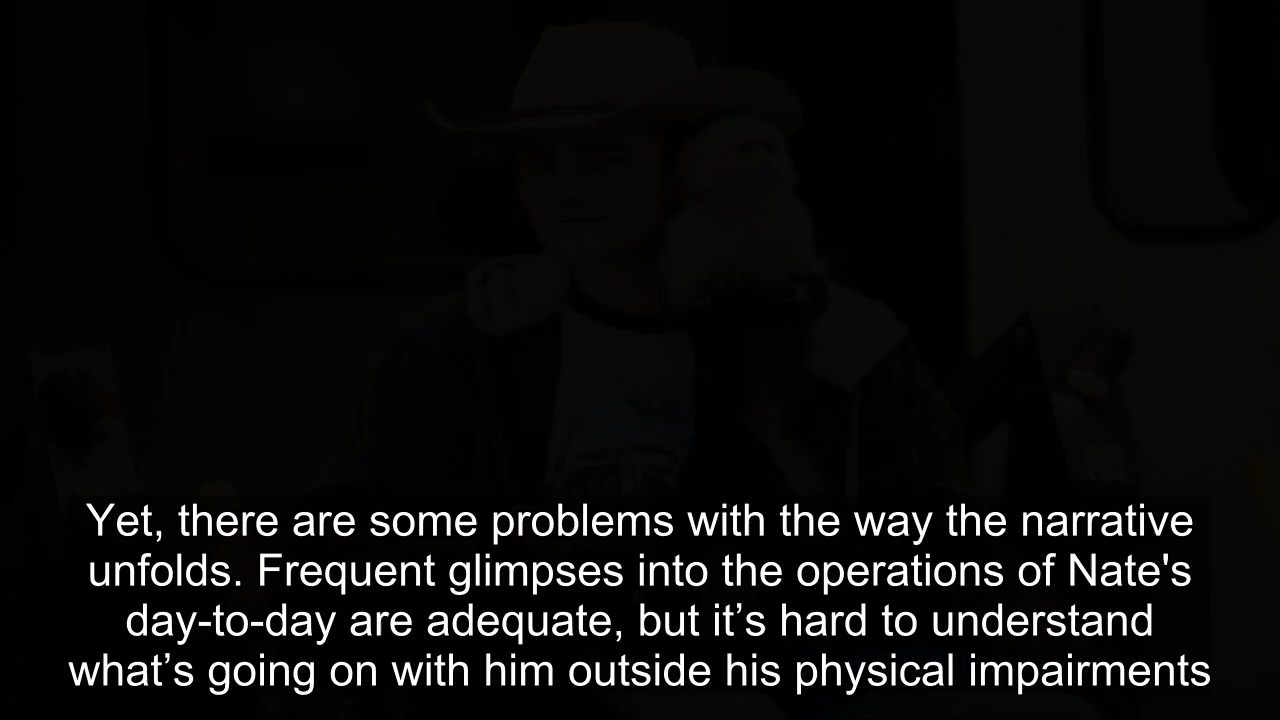 Yet, there are some problems with the way the narrative
unfolds. Frequent glimpses into the operations of Nate's
day-to-day are adequate, but it’s hard to understand
what’s going on with him outside his physical impairments